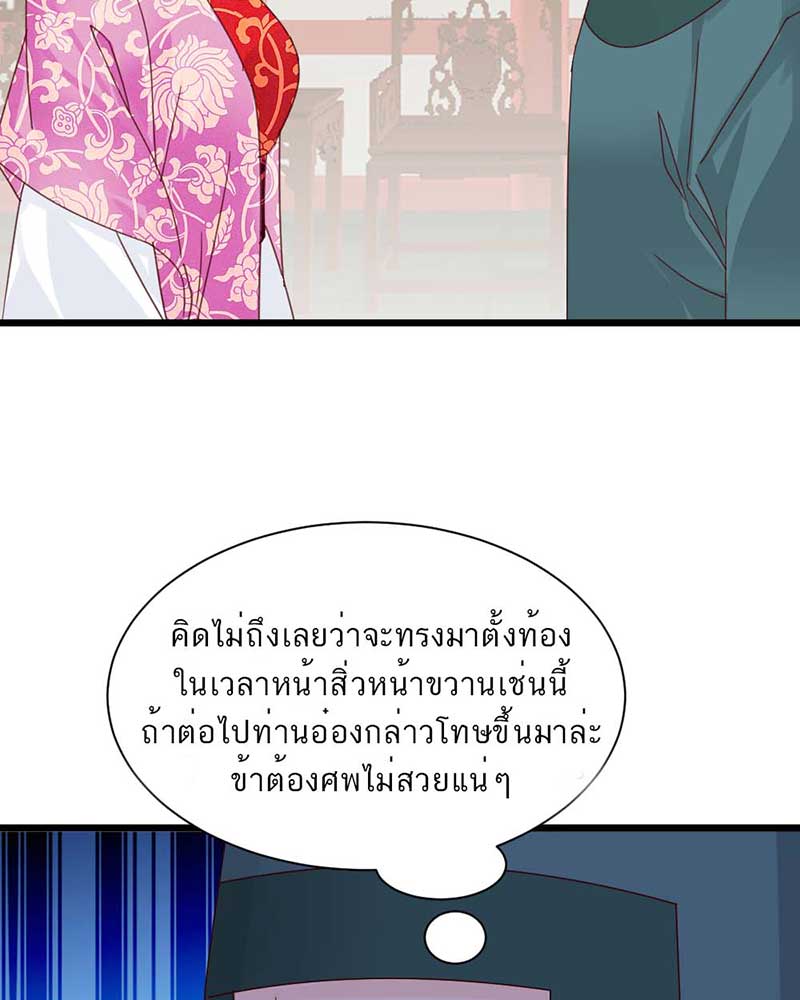 คิดไม่ถึงเลยว่าจะทรงมาตั้งท้อง
ในเวลาหน้าสิ่วหน้าขวานเช่นนี้
ถ้าต่อไปท่านอ๋องกล่าวโทษขึ้นมาล่ะ
ข้าต้องศพไม่สวยแน่ๆ